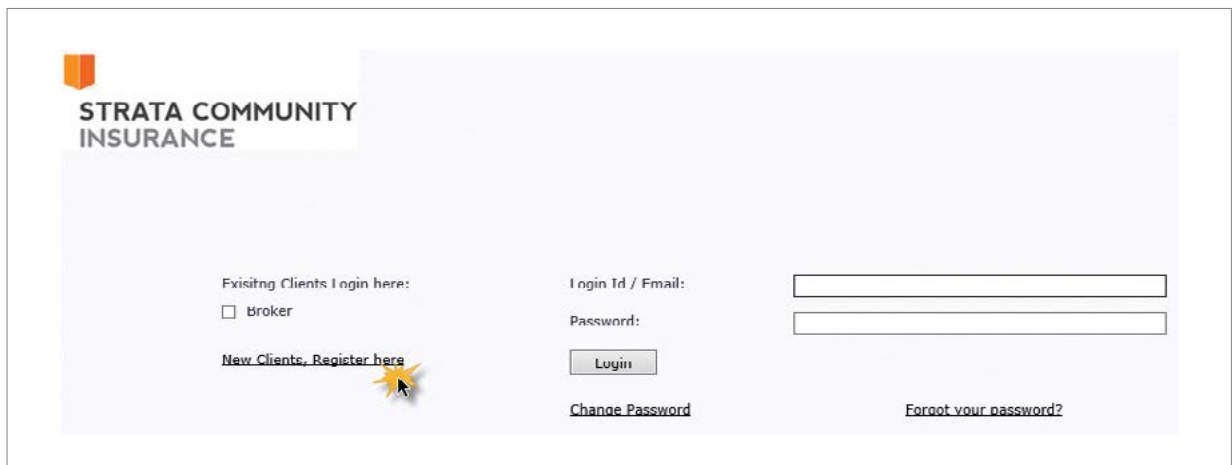 STRATA COMMUNITY
INSURANCE
Exisitng Clients Login here:
Broker
New Clients, Register here
Login Id / Email:
Password:
Login
Change Password
Forgot your password?